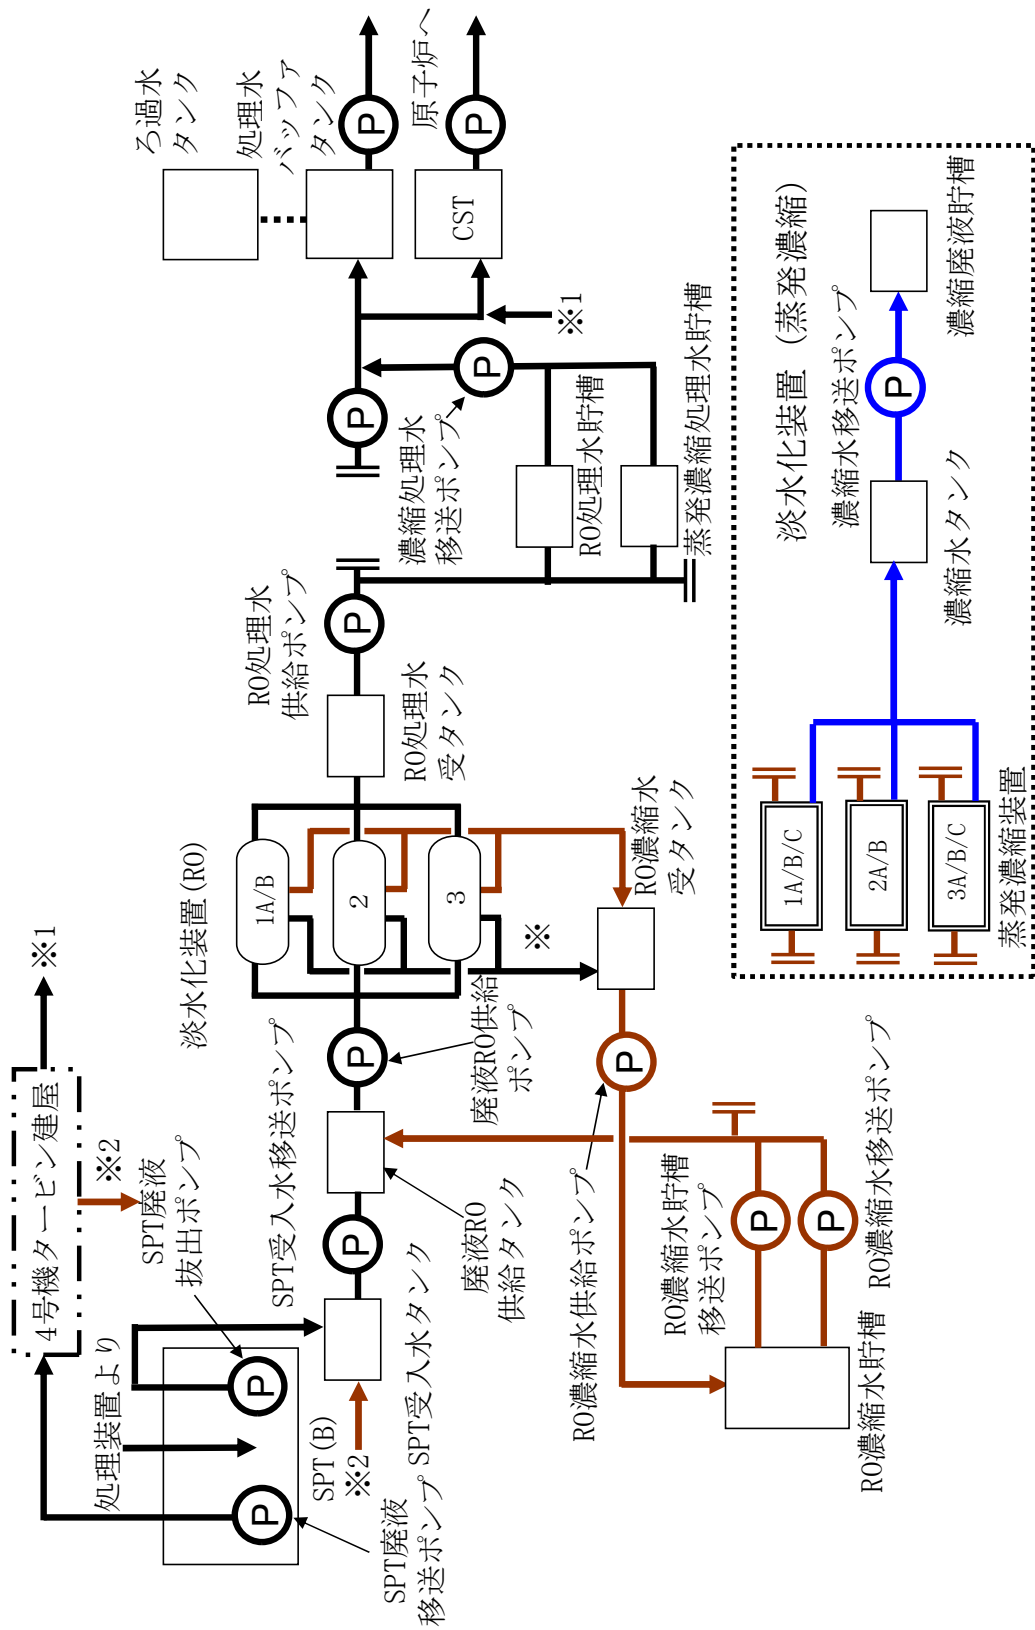 ろ過水
タンク
処理水
バッファ
タンク
P
原子炉へ
P
CST
※1
P
P
濃縮処理水
移送ポンプ
RO処理水貯槽
蒸発濃縮処理水貯槽
RO処理水
供給ポンプ
P
RO処理水
受タンク
淡水化装置(RO)
1A/B
2
3
※
RO濃縮水
受タンク
P
廃液RO供給
ポンプ
SPT受入水移送ポンプ
P
廃液RO
供給タンク
SPT受入水タンク
※1
4号機タービン建屋
※2
SPT廃液
抜出ポンプ
処理装置より
P
P
SPT(B)
※2
SPT廃液
移送ポンプ
P
RO濃縮水供給ポンプ
RO濃縮水貯槽
移送ポンプ
P
P
RO濃縮水移送ポンプ
RO濃縮水貯槽
淡水化装置(蒸発濃縮)
濃縮水移送ポンプ
P
濃縮廃液貯槽
濃縮水タンク
1A/B/C
2A/B
3A/B/C
蒸発濃縮装置